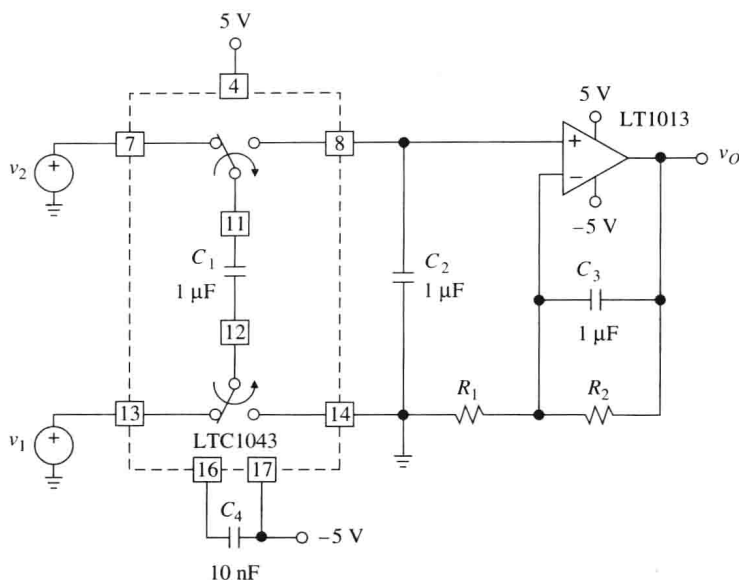 5 V
4
5 V
LT1013
7
8
+
v2
+
−
vO
11
−5 V
C1
1 μF
C2
1 μF
C3
1 μF
12
R1
R2
13
14
v1
+
LTC1043
16
17
C4
−5 V
10 nF